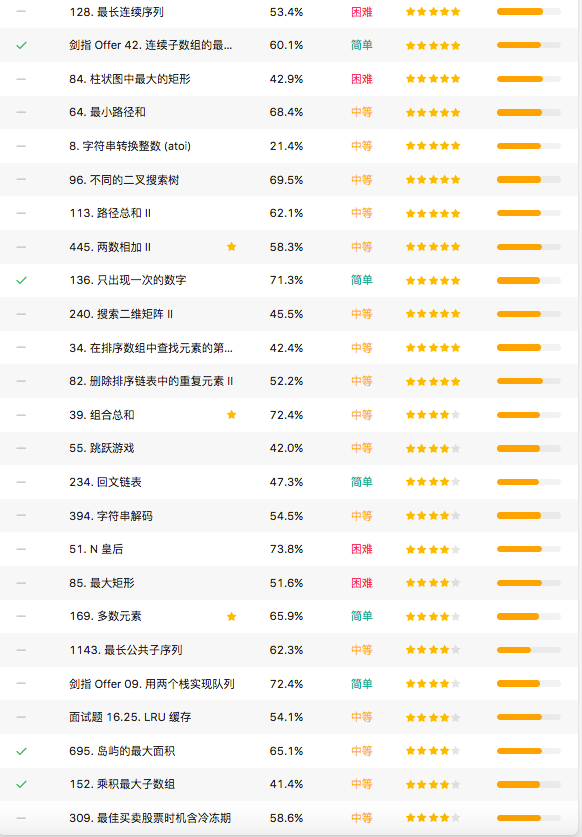 128. 最长连续序列 53.4% 困难
剑指 Offer 42. 连续子数组的最... 60.1% 简单
84. 柱状图中最大的矩形 42.9% 困难
64. 最小路径和 68.4% 中等
8. 字符串转换整数 (atoi) 21.4% 中等
96. 不同的二叉搜索树 69.5% 中等
113. 路径总和 II 62.1% 中等
445. 两数相加 II 58.3% 中等
136. 只出现一次的数字 71.3% 简单
240. 搜索二维矩阵 II 45.5% 中等
34. 在排序数组中查找元素的第... 42.4% 中等
82. 删除排序链表中的重复元素 II 52.2% 中等
39. 组合总和 72.4% 中等
55. 跳跃游戏 42.0% 中等
234. 回文链表 47.3% 简单
394. 字符串解码 54.5% 中等
51. N 皇后 73.8% 困难
85. 最大矩形 51.6% 困难
169. 多数元素 65.9% 简单
1143. 最长公共子序列 62.3% 中等
剑指 Offer 09. 用两个栈实现队列 72.4% 简单
面试题 16.25. LRU 缓存 54.1% 中等
695. 岛屿的最大面积 65.1% 中等
152. 乘积最大子数组 41.4% 中等
309. 最佳买卖股票时机含冷冻期 58.6% 中等